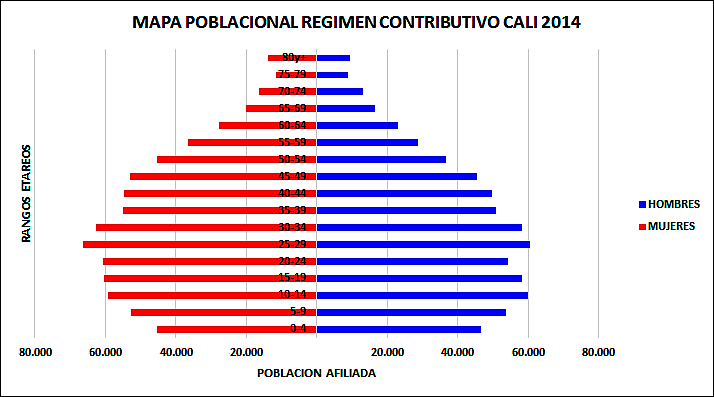 MAPA POBLACIONAL REGIMEN CONTRIBUTIVO CALI 2014
RANGOS ETAREOS
80y+
75-79
70-74
65-69
60-64
55-59
50-54
45-49
40-44
35-39
30-34
25-29
20-24
15-19
10-14
5-9
0-4
HOMBRES
MUJERES
80.000 60.000 40.000 20.000 20.000 40.000 60.000 80.000
POBLACION AFILIADA